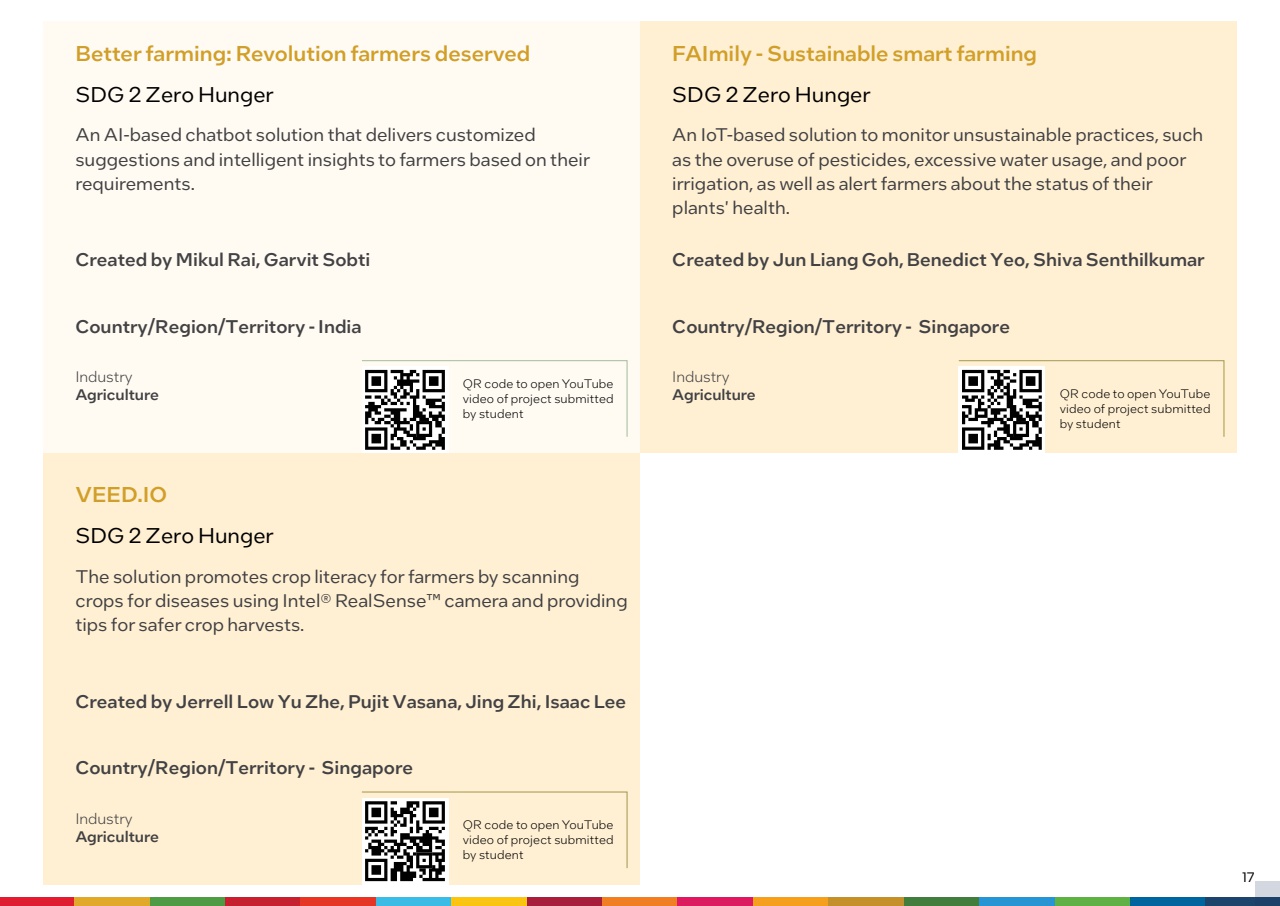 Better farming: Revolution farmers deserved
SDG 2 Zero Hunger
An AI-based chatbot solution that delivers customized
suggestions and intelligent insights to farmers based on their
requirements.
Created by Mikul Rai, Garvit Sobti
Country/Region/Territory - India
Industry
Agriculture
QR code to open YouTube
video of project submitted
by student
FAImily - Sustainable smart farming
SDG 2 Zero Hunger
An IoT-based solution to monitor unsustainable practices, such
as the overuse of pesticides, excessive water usage, and poor
irrigation, as well as alert farmers about the status of their
plants' health.
Created by Jun Liang Goh, Benedict Yeo, Shiva Senthilkumar
Country/Region/Territory - Singapore
Industry
Agriculture
QR code to open YouTube
video of project submitted
by student
VEED.IO
SDG 2 Zero Hunger
The solution promotes crop literacy for farmers by scanning
crops for diseases using Intel® RealSense™ camera and providing
tips for safer crop harvests.
Created by Jerrell Low Yu Zhe, Pujit Vasana, Jing Zhi, Isaac Lee
Country/Region/Territory - Singapore
Industry
Agriculture
QR code to open YouTube
video of project submitted
by student
17